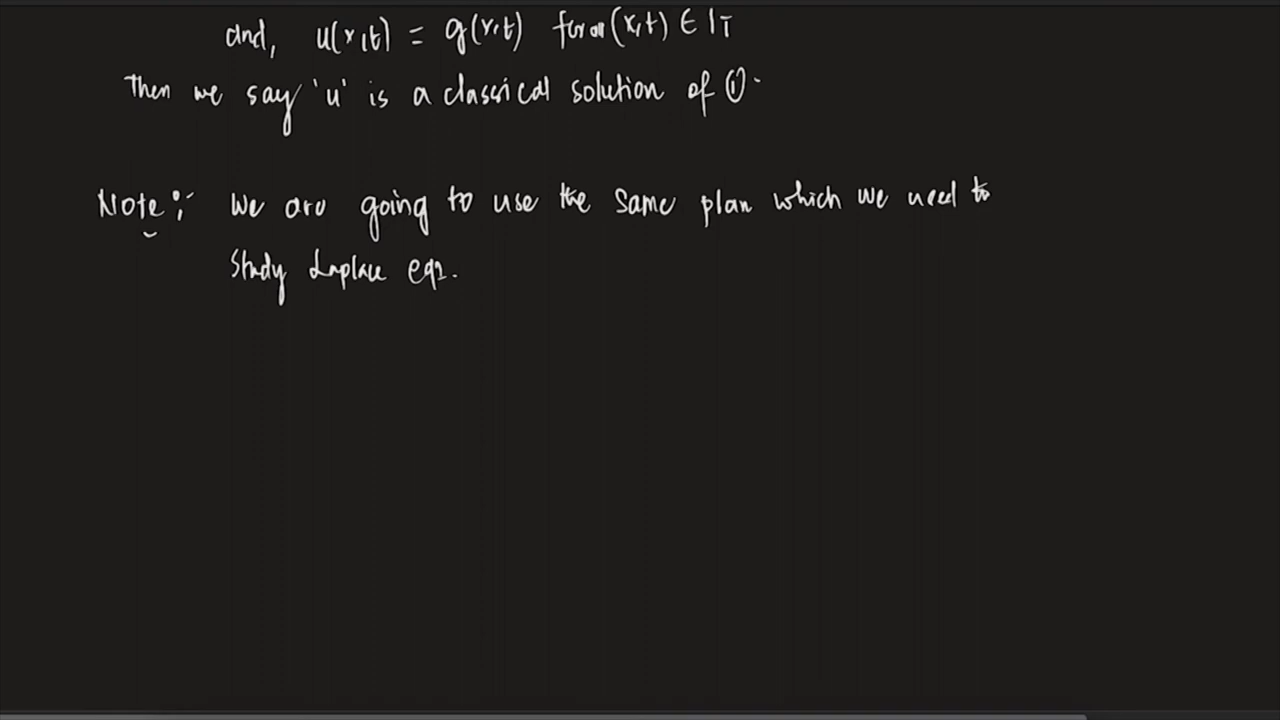 and, u(x,t) = g(x,t) for all (x,t) ∈ Γ_T
Then we say 'u' is a classical solution of ①.
Note: We are going to use the same plan which we used to
Study Laplace eqn.